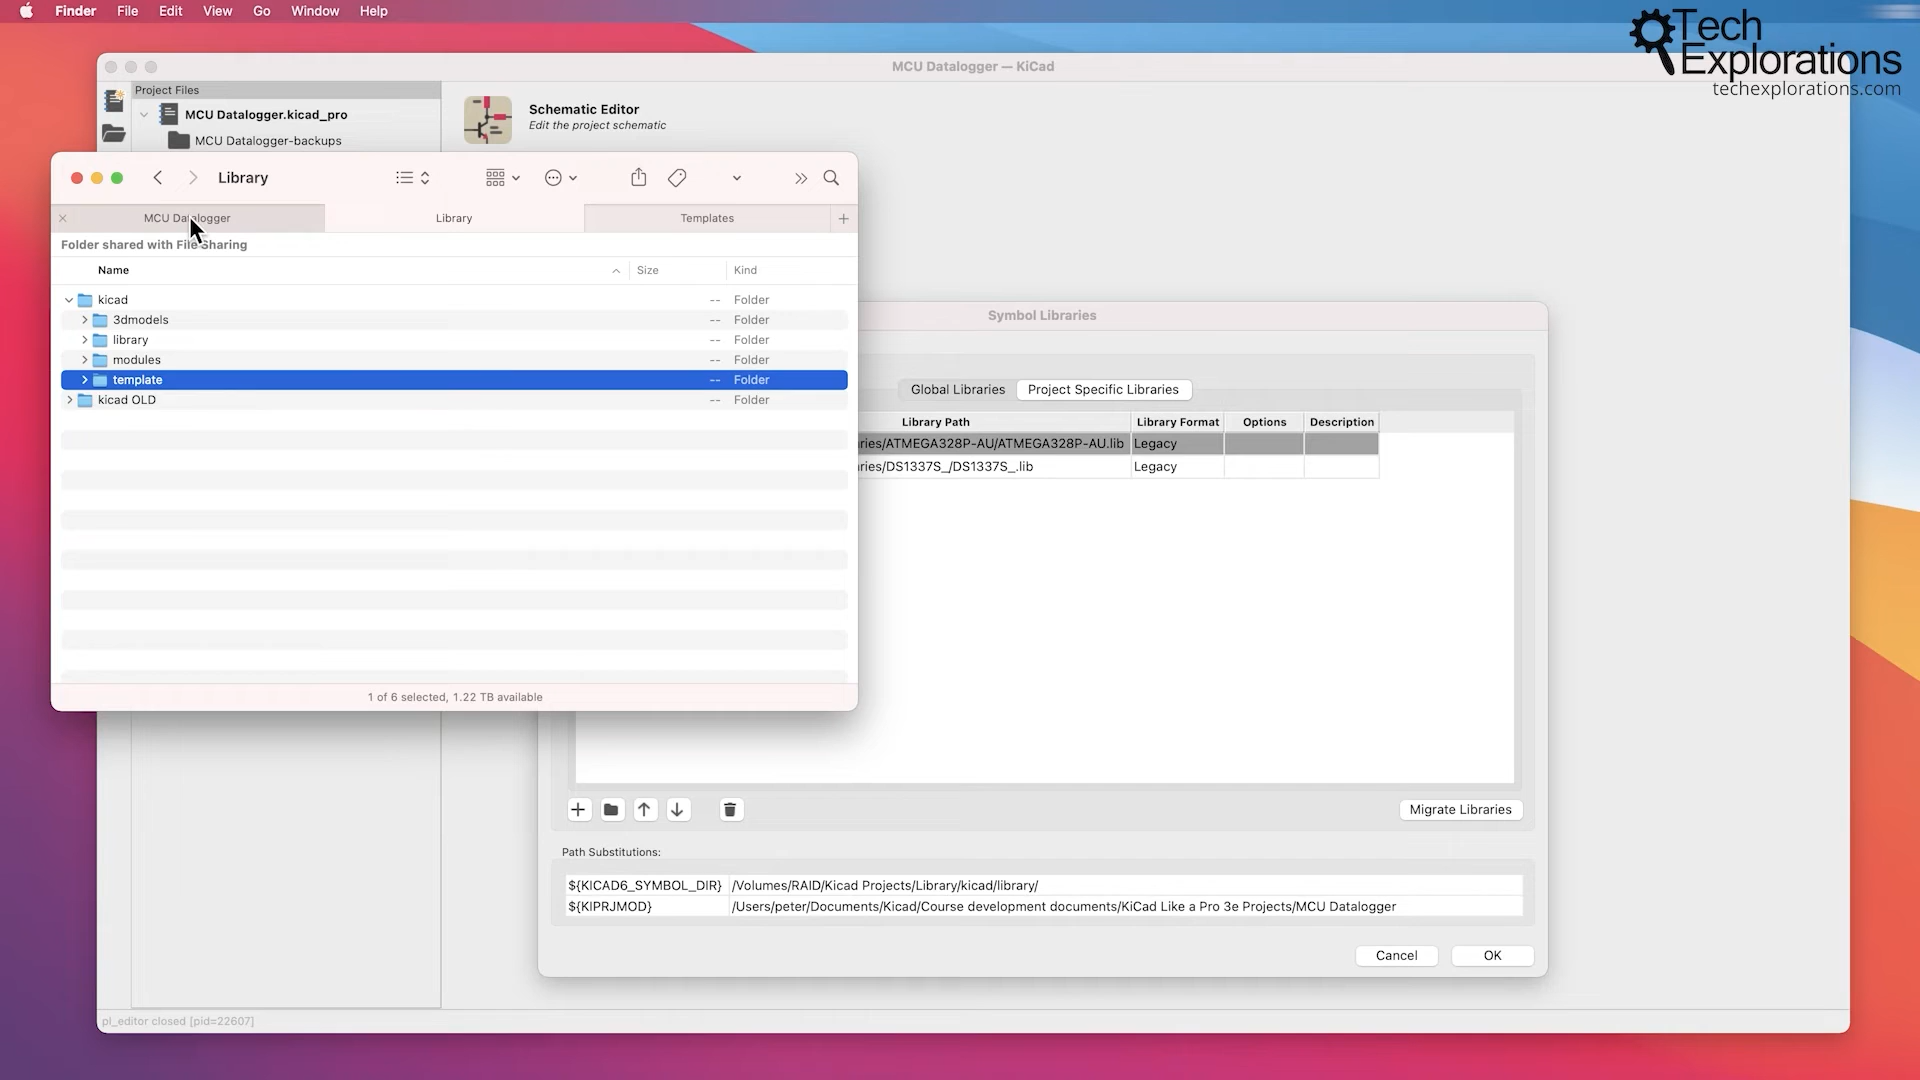 Finder File Edit View Go Window Help
Tech
Explorations
techexplorations.com
MCU Datalogger — KiCad
Project Files
MCU Datalogger.kicad_pro
MCU Datalogger-backups
Schematic Editor
Edit the project schematic
Library
MCU Datalogger Library Templates
Folder shared with File Sharing
Name Size Kind
kicad -- Folder
3dmodels -- Folder
library -- Folder
modules -- Folder
template -- Folder
kicad OLD -- Folder
1 of 6 selected, 1.22 TB available
Symbol Libraries
Global Libraries Project Specific Libraries
Library Path Library Format Options Description
ries/ATMEGA328P-AU/ATMEGA328P-AU.lib Legacy
ries/DS1337S_/DS1337S_.lib Legacy
Migrate Libraries
Path Substitutions:
${KICAD6_SYMBOL_DIR} /Volumes/RAID/Kicad Projects/Library/kicad/library/
${KIPRJMOD} /Users/peter/Documents/Kicad/Course development documents/KiCad Like a Pro 3e Projects/MCU Datalogger
Cancel OK
pl_editor closed [pid=22607]